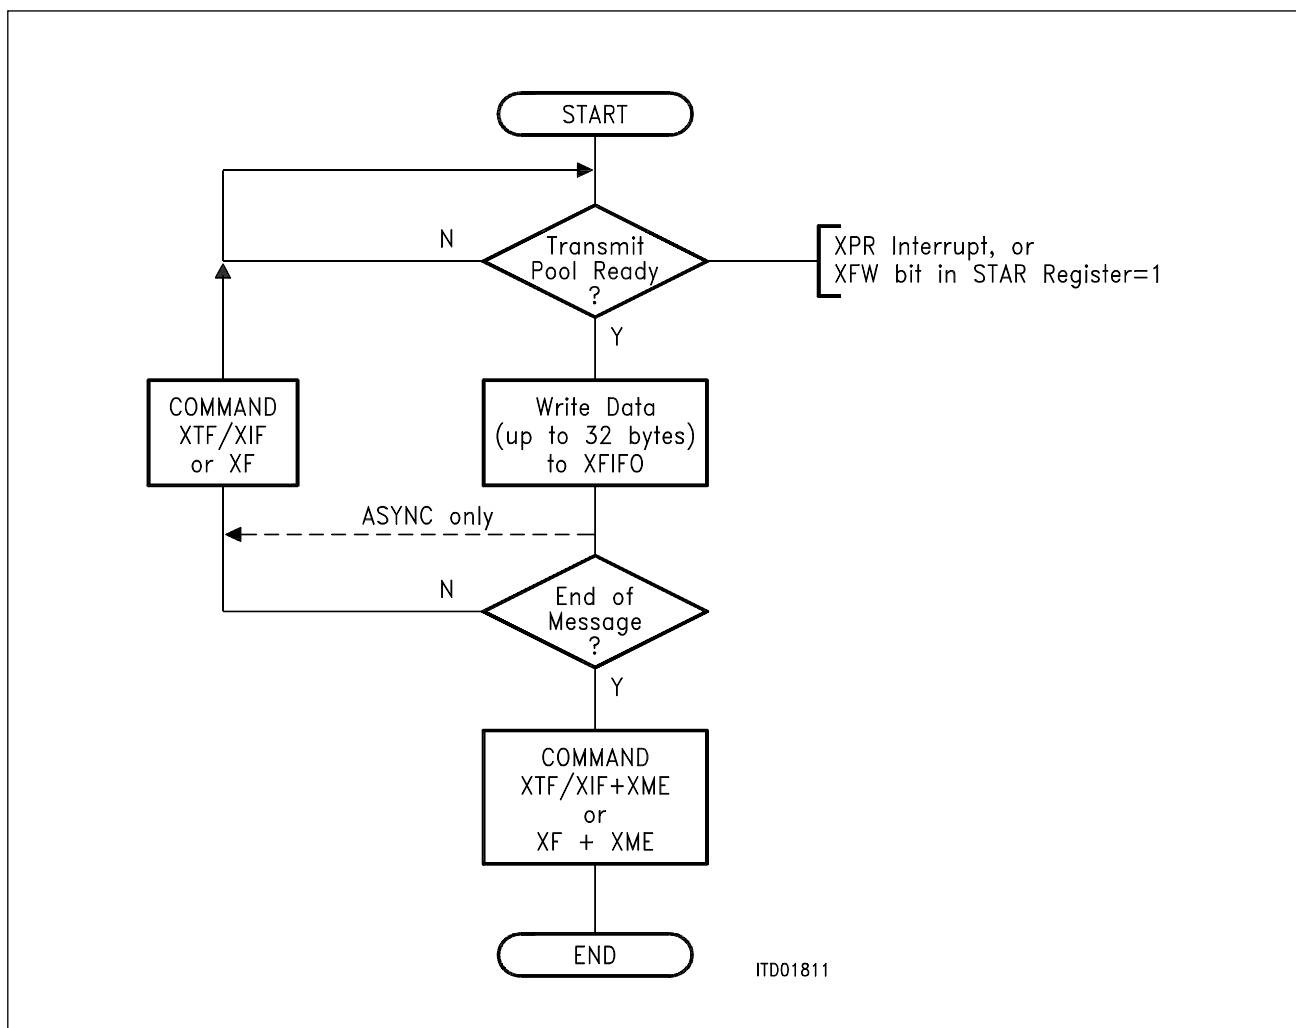 START
N
Transmit
Pool Ready
?
XPR Interrupt, or
XFW bit in STAR Register=1
Y
COMMAND
XTF/XIF
or XF
Write Data
(up to 32 bytes)
to XFIFO
ASYNC only
N
End of
Message
?
Y
COMMAND
XTF/XIF+XME
or
XF + XME
END
ITD01811